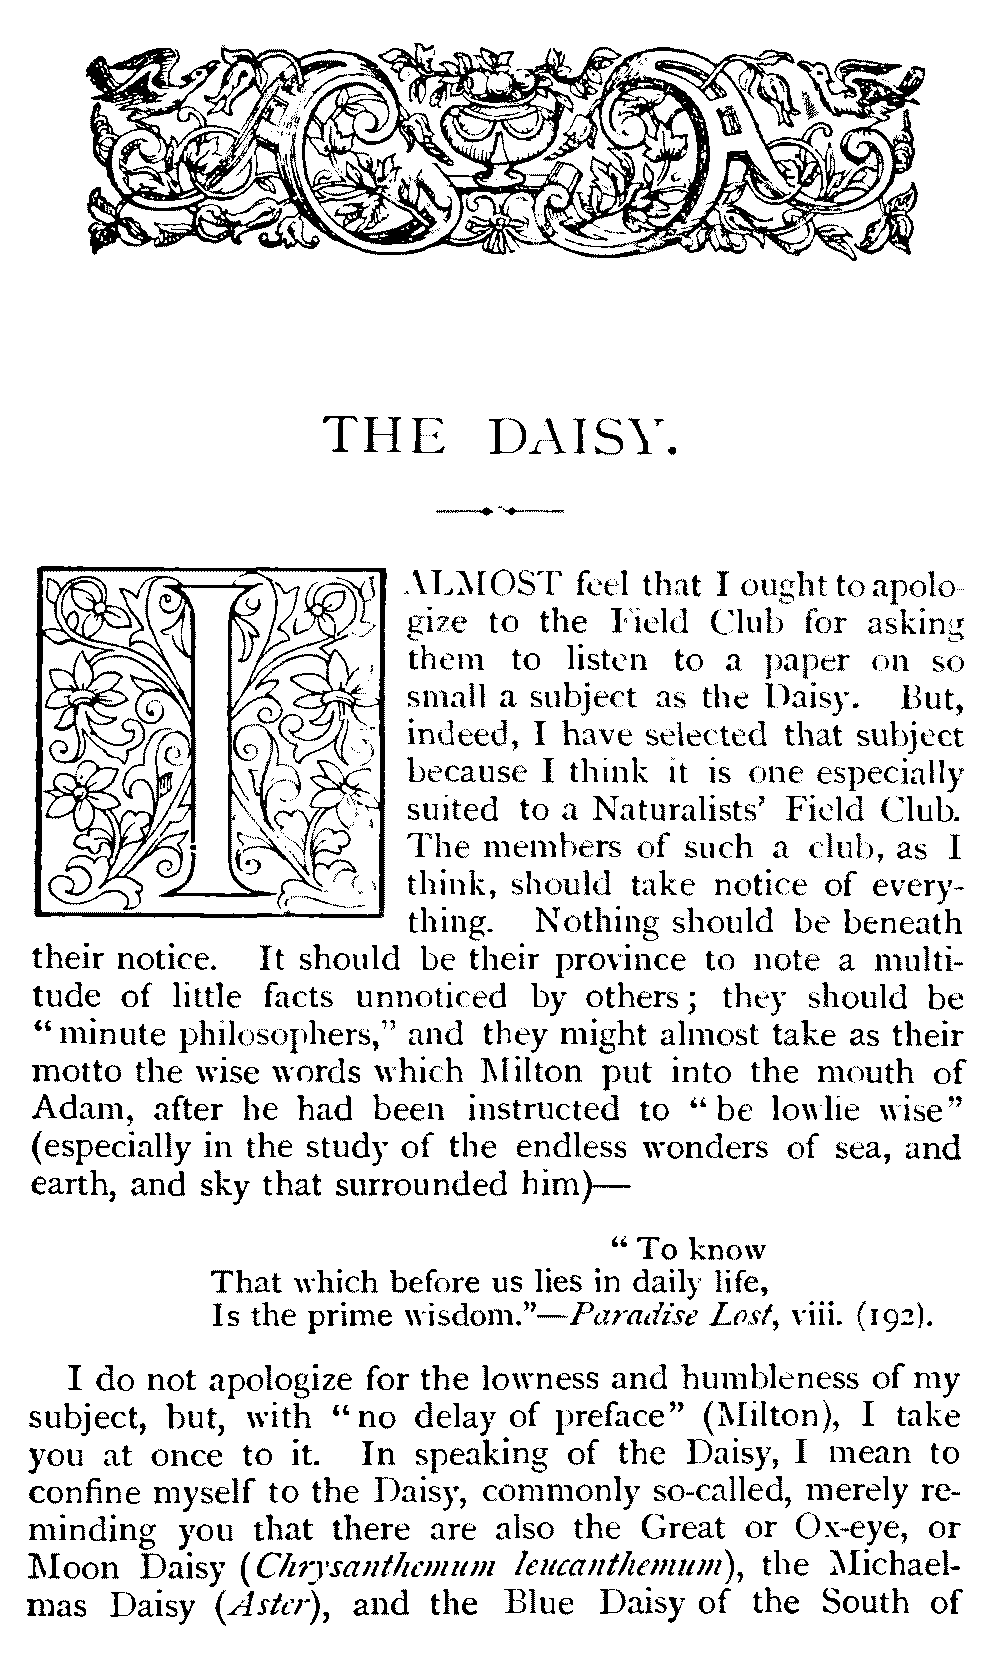 THE DAISY.
I ALMOST feel that I ought to apolo-
gize to the Field Club for asking
them to listen to a paper on so
small a subject as the Daisy. But,
indeed, I have selected that subject
because I think it is one especially
suited to a Naturalists’ Field Club.
The members of such a club, as I
think, should take notice of every-
thing. Nothing should be beneath
their notice. It should be their province to note a multi-
tude of little facts unnoticed by others; they should be
“minute philosophers,” and they might almost take as their
motto the wise words which Milton put into the mouth of
Adam, after he had been instructed to “be lowlie wise”
(especially in the study of the endless wonders of sea, and
earth, and sky that surrounded him)—
“To know
That which before us lies in daily life,
Is the prime wisdom.”—Paradise Lost, viii. (192).
I do not apologize for the lowness and humbleness of my
subject, but, with “no delay of preface” (Milton), I take
you at once to it. In speaking of the Daisy, I mean to
confine myself to the Daisy, commonly so-called, merely re-
minding you that there are also the Great or Ox-eye, or
Moon Daisy (Chrysanthemum leucanthemum), the Michael-
mas Daisy (Aster), and the Blue Daisy of the South of